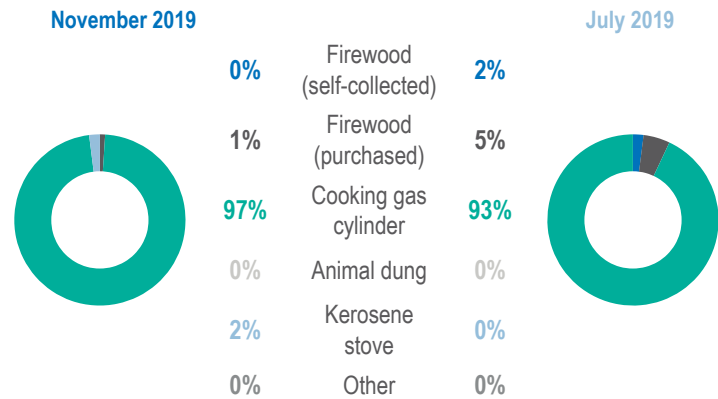 November 2019
July 2019
0% Firewood 2%
(self-collected)
1% Firewood 5%
(purchased)
97% Cooking gas 93%
cylinder
0% Animal dung 0%
2% Kerosene 0%
stove
0% Other 0%